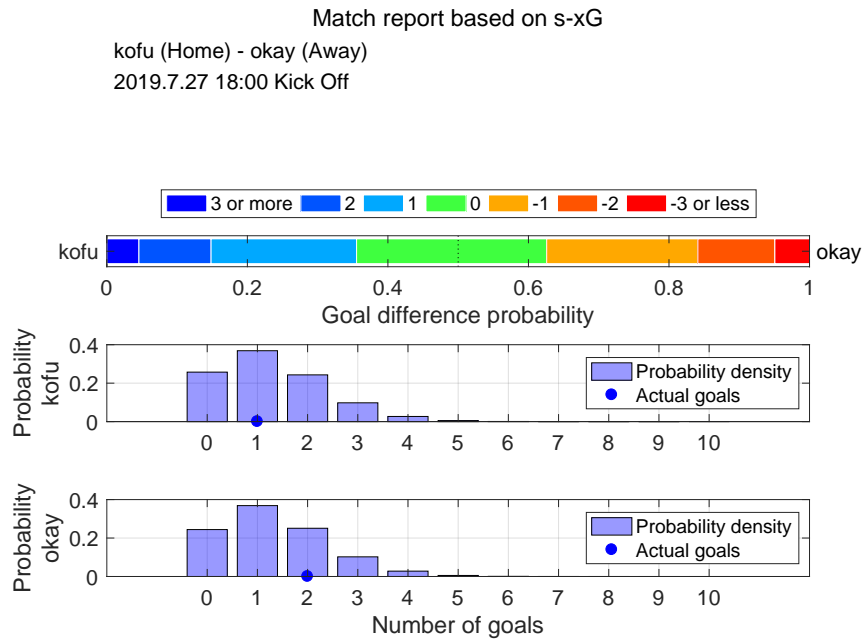 Match report based on s-xG
kofu (Home) - okay (Away)
2019.7.27 18:00 Kick Off
3 or more 2 1 0 -1 -2 -3 or less
kofu okay
0 0.2 0.4 0.6 0.8 1
Goal difference probability
Probability
kofu
0.4
0.2
0
Probability density
Actual goals
0 1 2 3 4 5 6 7 8 9 10
Probability
okay
0.4
0.2
0
Probability density
Actual goals
0 1 2 3 4 5 6 7 8 9 10
Number of goals